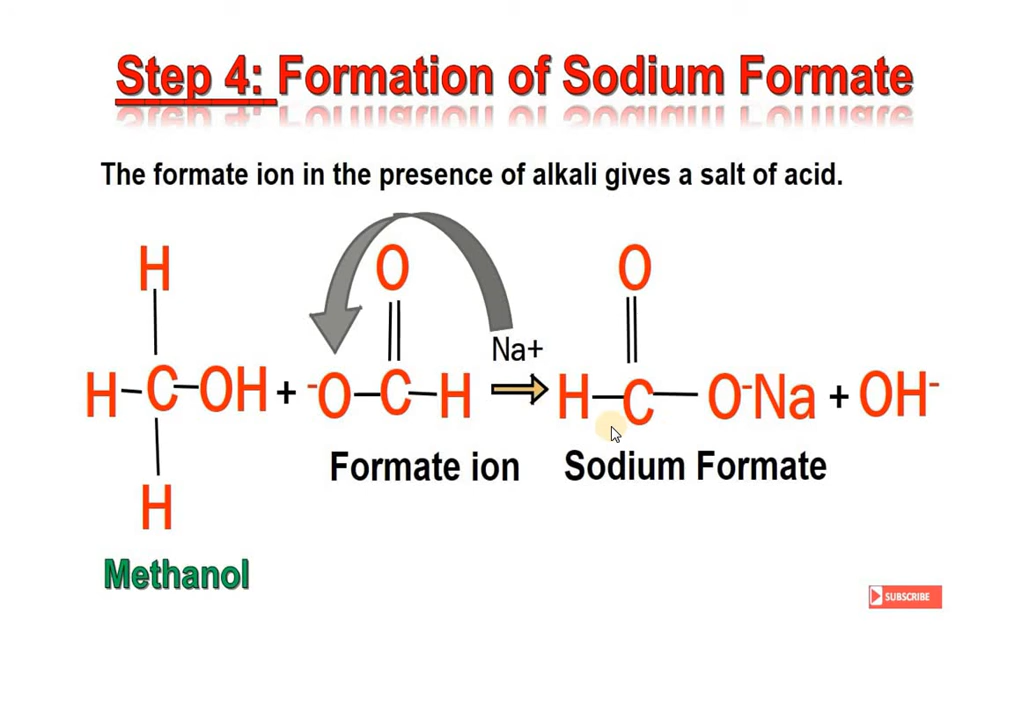 Step 4: Formation of Sodium Formate
The formate ion in the presence of alkali gives a salt of acid.
H O O
Na+
H-C-OH + -O-C-H H-C-O-Na + OH-
Formate ion Sodium Formate
H
Methanol
SUBSCRIBE